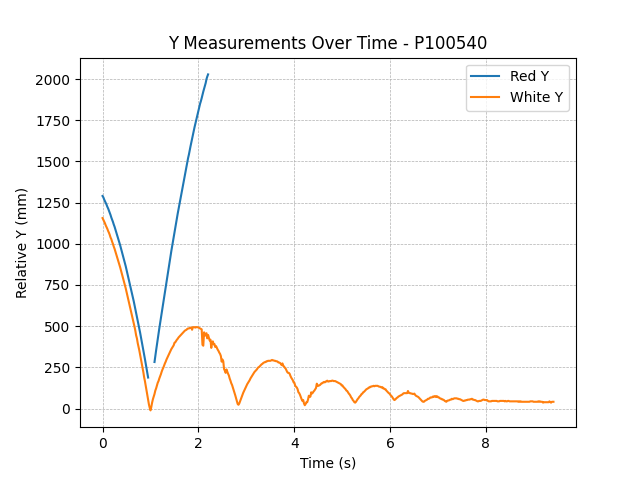 Y Measurements Over Time - P100540
Red Y
White Y
Relative Y (mm)
2000
1750
1500
1250
1000
750
500
250
0
0 2 4 6 8
Time (s)